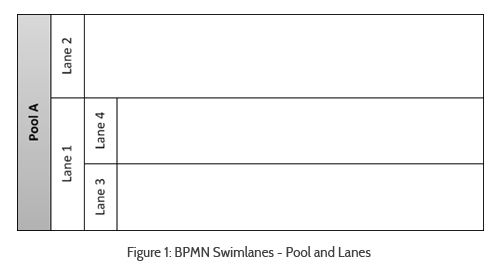 Pool A
Lane 2
Lane 1
Lane 4
Lane 3
Figure 1: BPMN Swimlanes - Pool and Lanes